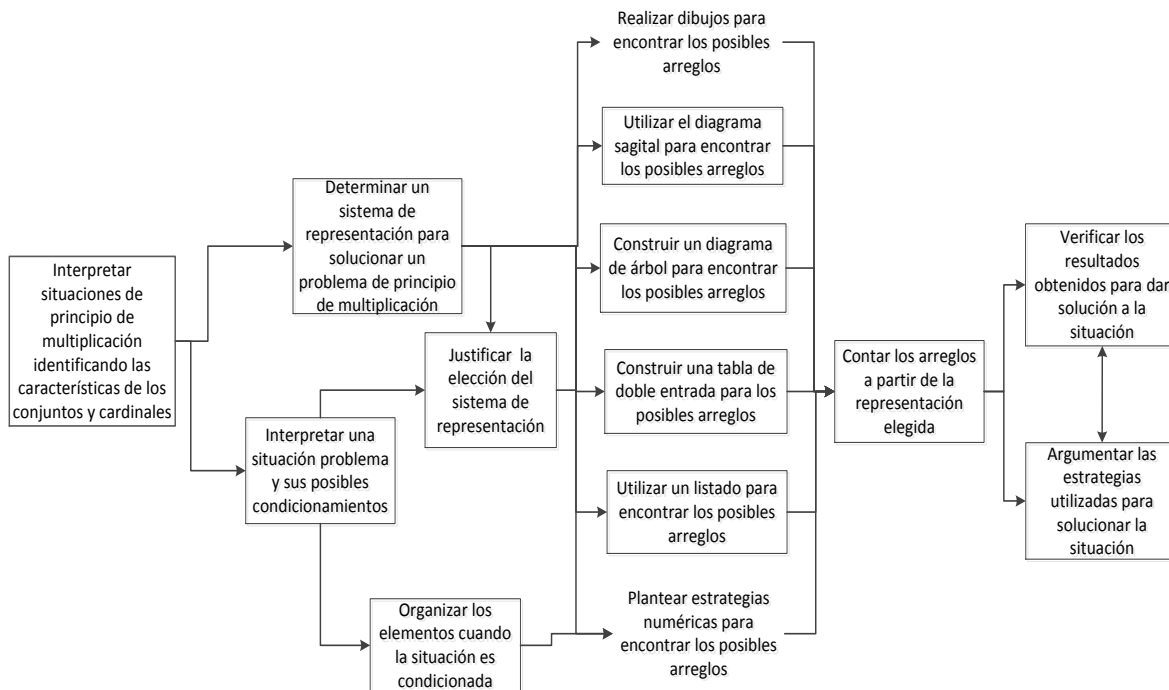 Interpretar
situaciones de
principio de
multiplicación
identificando las
características de los
conjuntos y cardinales
Determinar un
sistema de
representación para
solucionar un
problema de principio
de multiplicación
Interpretar una
situación problema
y sus posibles
condicionamientos
Justificar la
elección del
sistema de
representación
Organizar los
elementos cuando
la situación es
condicionada
Realizar dibujos para
encontrar los posibles
arreglos
Utilizar el diagrama
sagital para encontrar
los posibles arreglos
Construir un diagrama
de árbol para encontrar
los posibles arreglos
Construir una tabla de
doble entrada para los
posibles arreglos
Utilizar un listado para
encontrar los posibles
arreglos
Plantear estrategias
numéricas para
encontrar los posibles
arreglos
Contar los arreglos
a partir de la
representación
elegida
Verificar los
resultados
obtenidos para dar
solución a la
situación
Argumentar las
estrategias
utilizadas para
solucionar la
situación